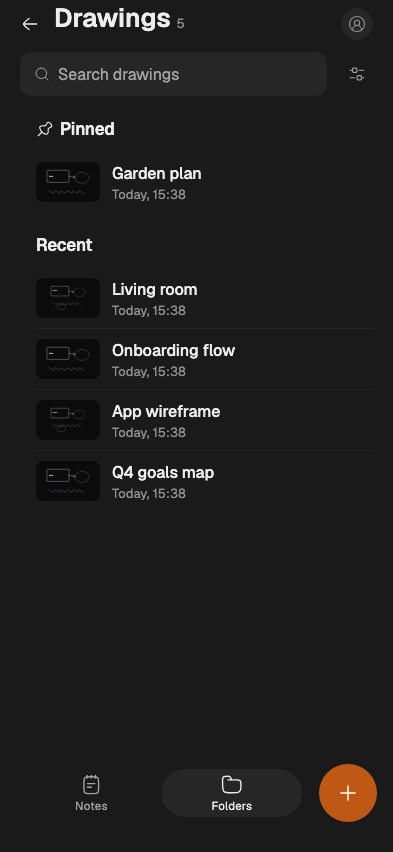 Drawings 5
Search drawings
Pinned
Garden plan
Today, 15:38
Recent
Living room
Today, 15:38
Onboarding flow
Today, 15:38
App wireframe
Today, 15:38
Q4 goals map
Today, 15:38
Notes
Folders